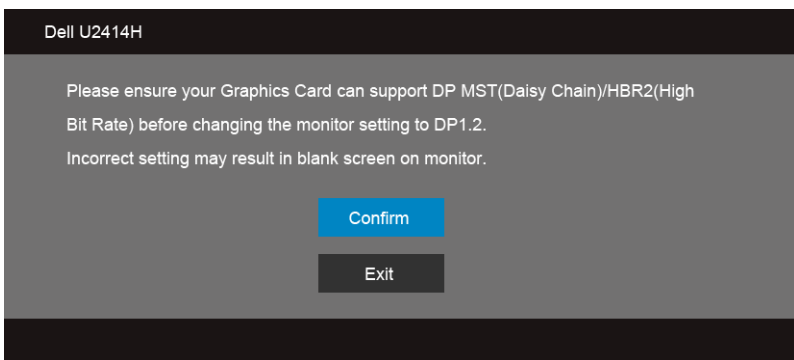 Dell U2414H
Please ensure your Graphics Card can support DP MST(Daisy Chain)/HBR2(High
Bit Rate) before changing the monitor setting to DP1.2.
Incorrect setting may result in blank screen on monitor.
Confirm
Exit